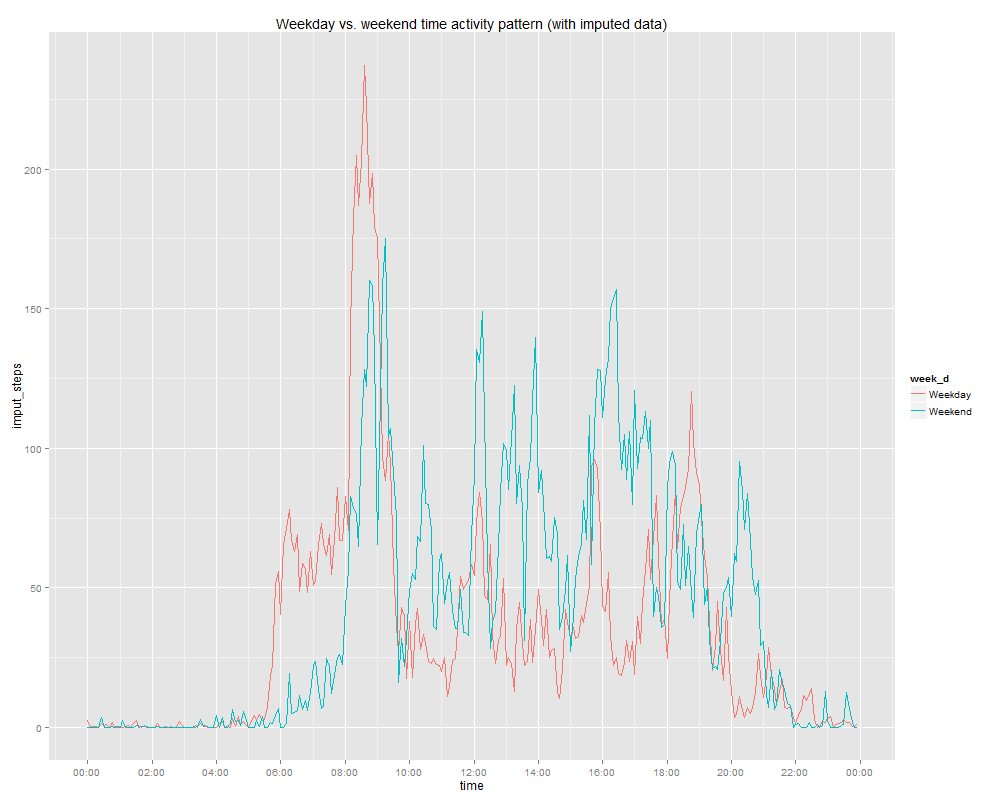 Weekday vs. weekend time activity pattern (with imputed data)
imput_steps
200
150
100
50
0
00:00 02:00 04:00 06:00 08:00 10:00 12:00 14:00 16:00 18:00 20:00 22:00 00:00
time
week_d
Weekday
Weekend